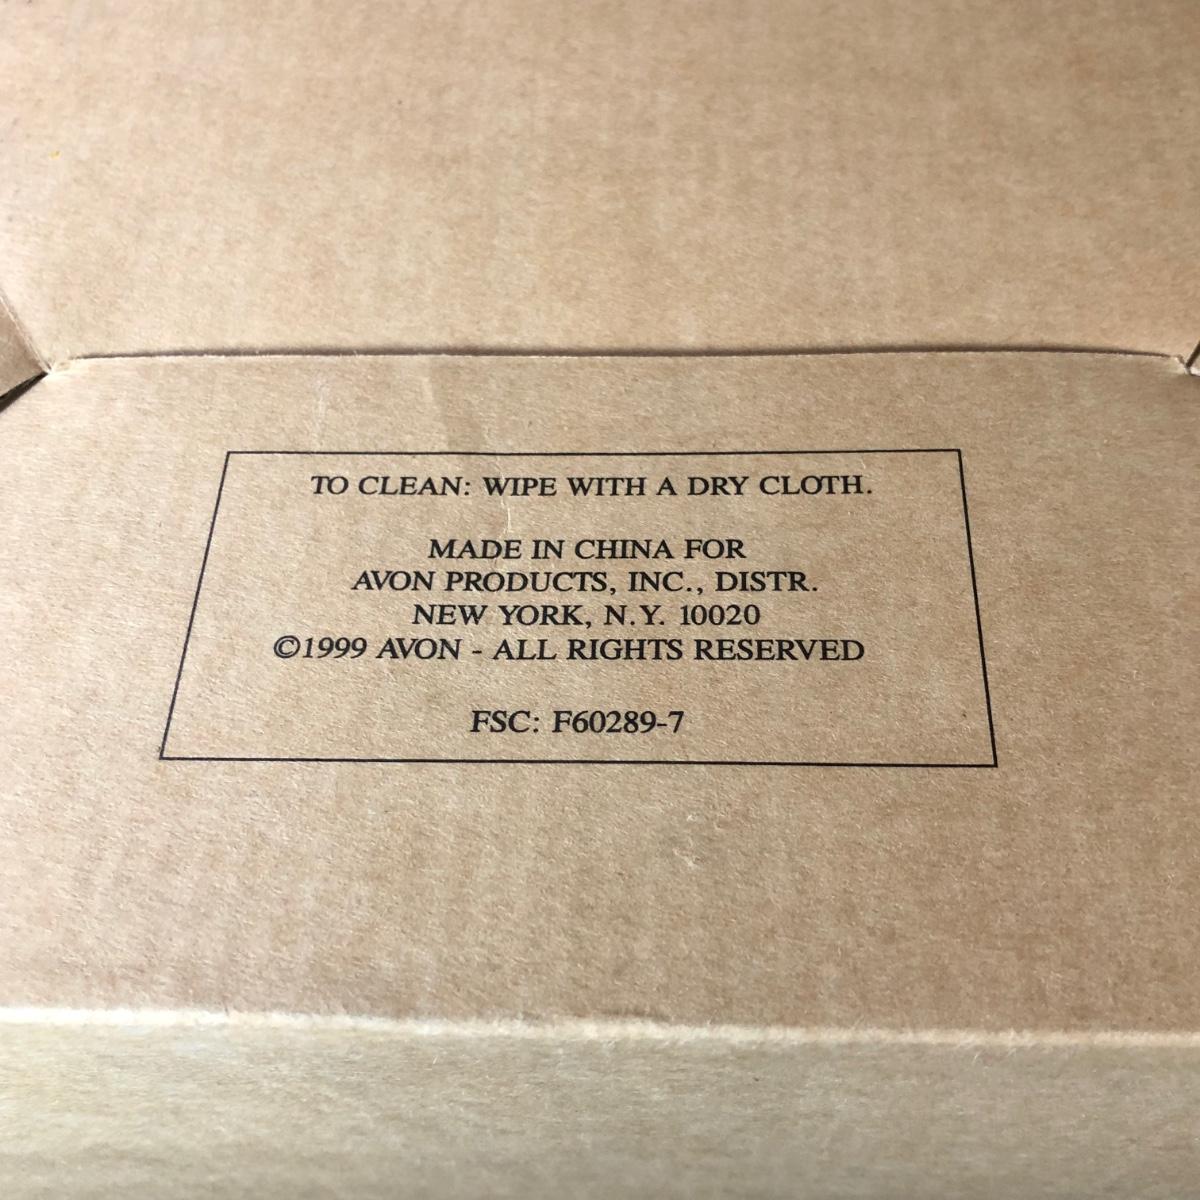 TO CLEAN: WIPE WITH A DRY CLOTH.
MADE IN CHINA FOR
AVON PRODUCTS, INC., DISTR.
NEW YORK, N.Y. 10020
©1999 AVON - ALL RIGHTS RESERVED
FSC: F60289-7